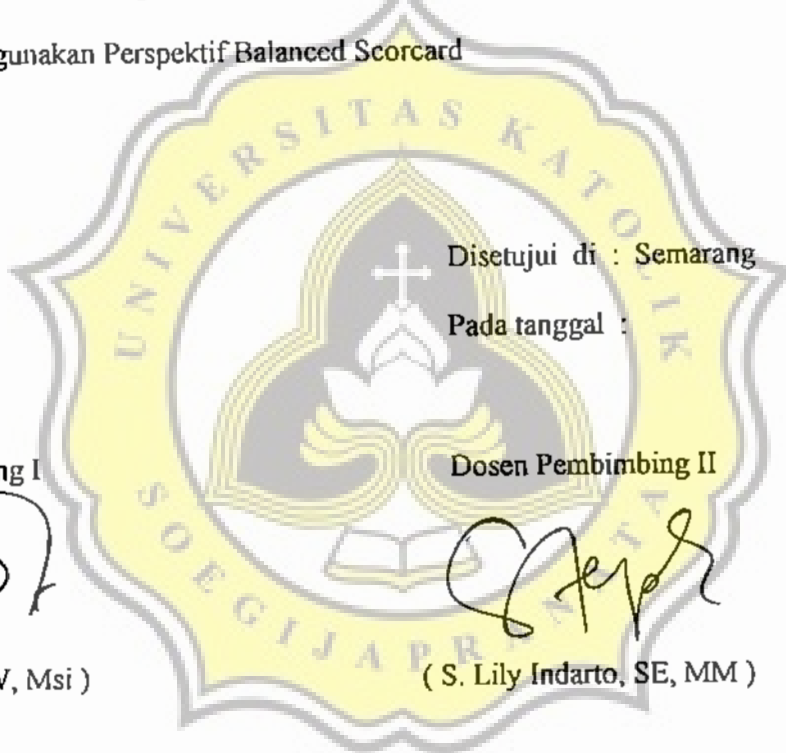 gunakan Perspektif Balanced Scorcard
UNIVERSITAS KATOLIK
SOEGIJAPRANATA
Disetujui di : Semarang
Pada tanggal :
ng I
Dosen Pembimbing II
, Msi )
( S. Lily Indarto, SE, MM )